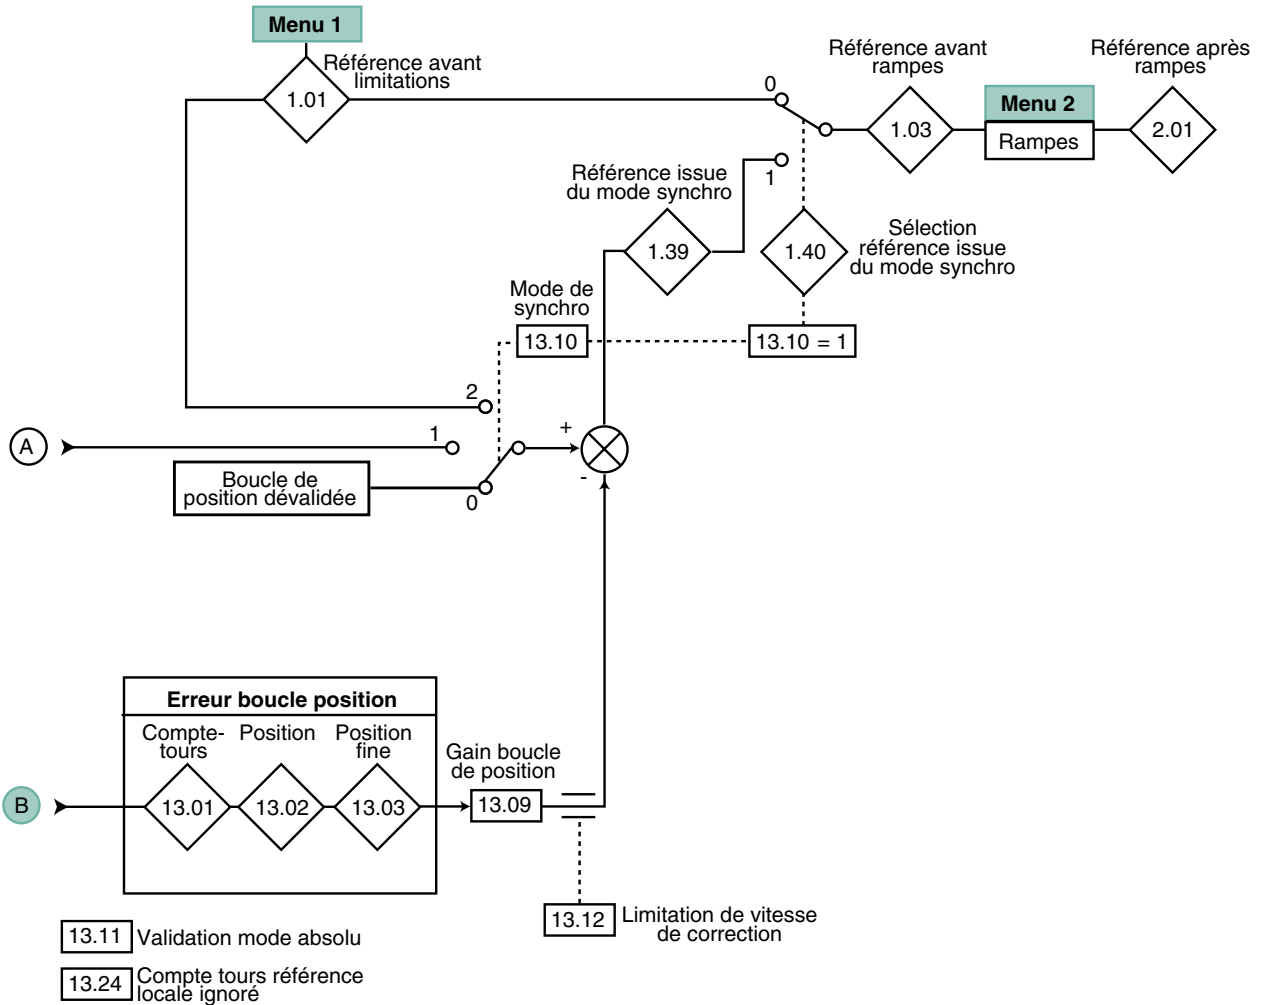 Menu 1
Référence avant
limitations
1.01
0
Référence avant
rampes
1.03
Menu 2
Rampes
Référence après
rampes
2.01
1
Référence issue
du mode synchro
1.39
1.40
Sélection
référence issue
du mode synchro
Mode de
synchro
13.10
13.10 = 1
2
A
1
+
-
Boucle de
position dévalidée
0
Erreur boucle position
Compte-
tours
Position
Position
fine
B
13.01
13.02
13.03
Gain boucle
de position
13.09
13.12
Limitation de vitesse
de correction
13.11
Validation mode absolu
13.24
Compte tours référence
locale ignoré